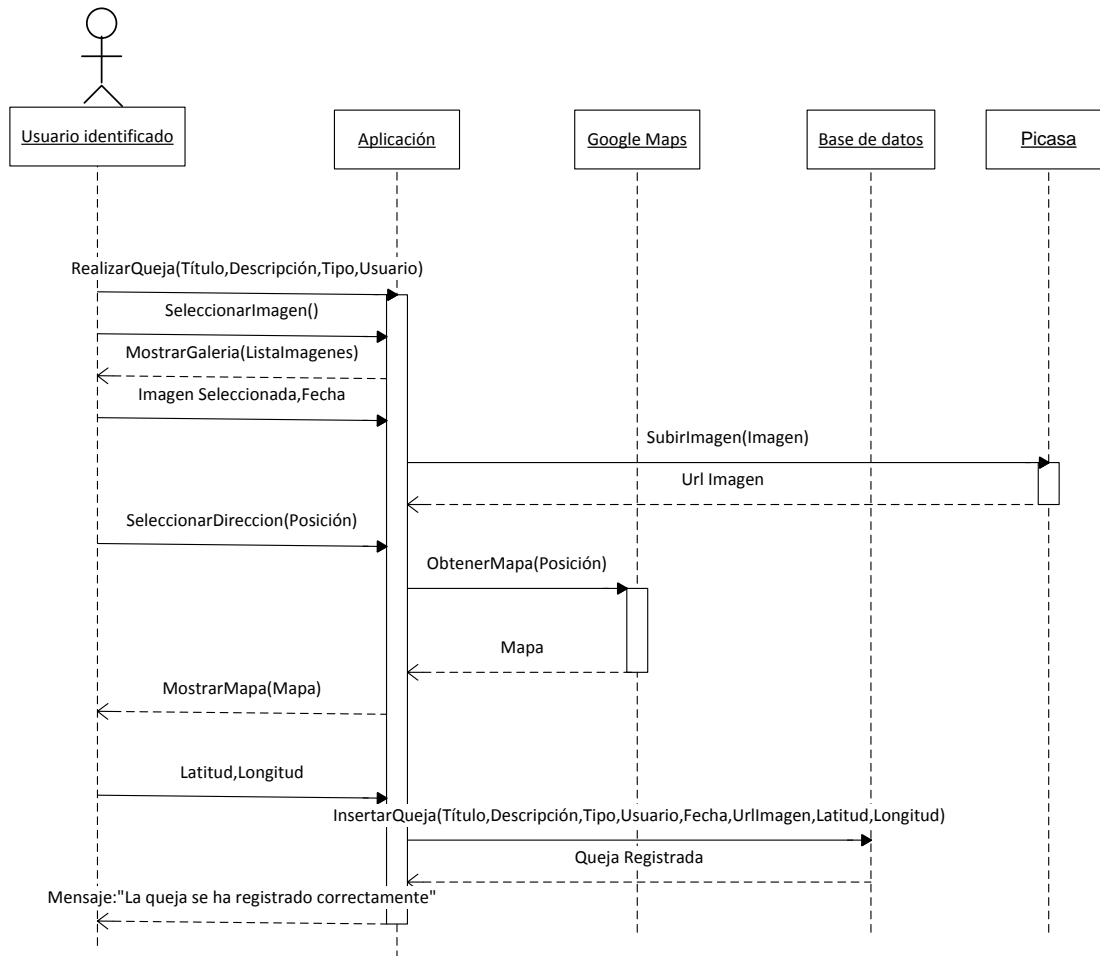 Usuario identificado
Aplicación
Google Maps
Base de datos
Picasa
RealizarQueja(Título,Descripción,Tipo,Usuario)
SeleccionarImagen()
MostrarGaleria(ListaImagenes)
Imagen Seleccionada,Fecha
SubirImagen(Imagen)
Url Imagen
SeleccionarDireccion(Posición)
ObtenerMapa(Posición)
Mapa
MostrarMapa(Mapa)
Latitud,Longitud
InsertarQueja(Título,Descripción,Tipo,Usuario,Fecha,UrlImagen,Latitud,Longitud)
Queja Registrada
Mensaje:"La queja se ha registrado correctamente"